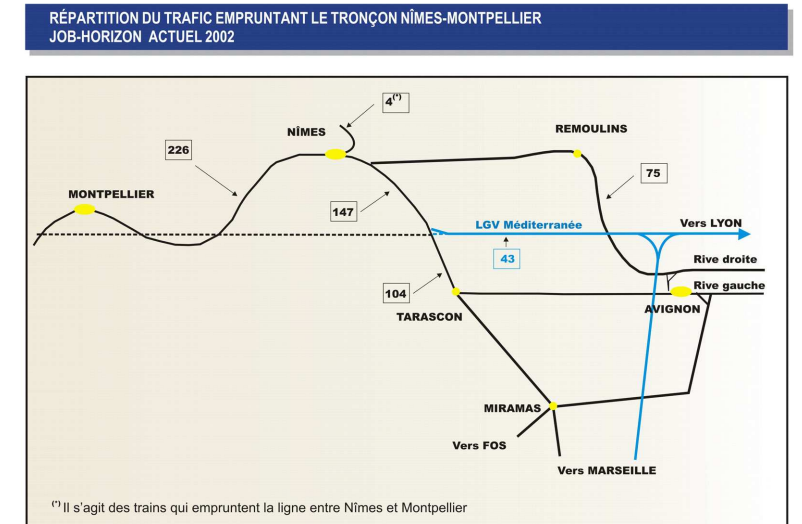 RÉPARTITION DU TRAFIC EMPRUNTANT LE TRONÇON NÎMES-MONTPELLIER
JOB-HORIZON ACTUEL 2002
4(*)
NÎMES
REMOULINS
226
75
MONTPELLIER
147
LGV Méditerranée
Vers LYON
43
Rive droite
104
Rive gauche
TARASCON
AVIGNON
MIRAMAS
Vers FOS
Vers MARSEILLE
(*) Il s'agit des trains qui empruntent la ligne entre Nîmes et Montpellier